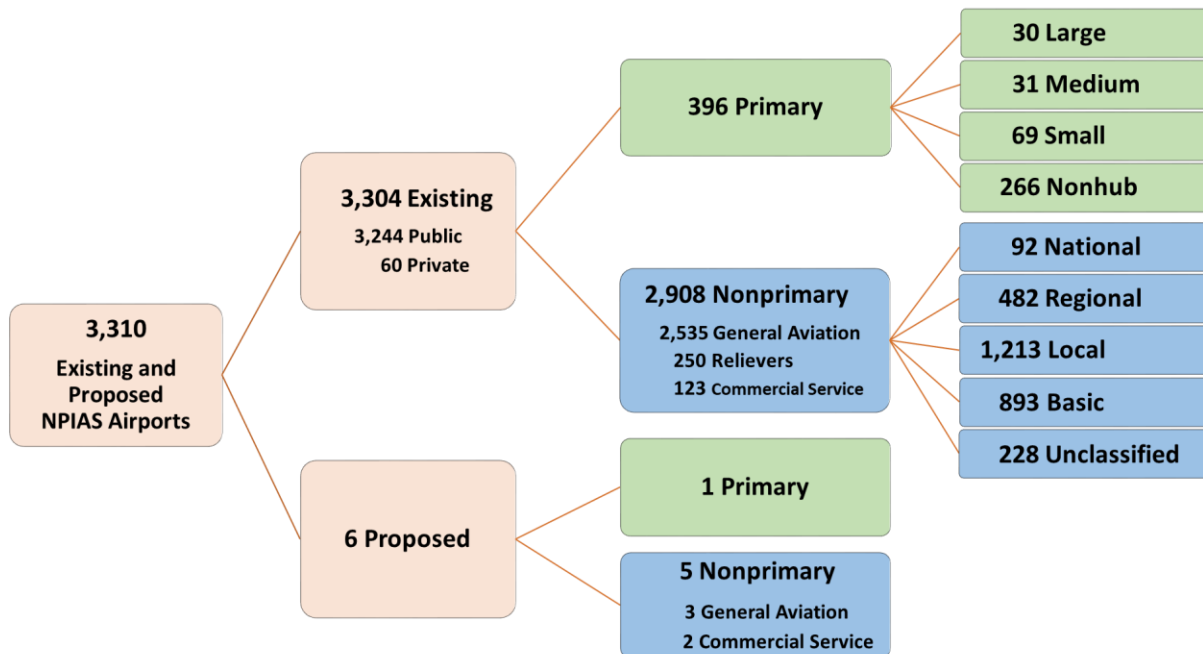 3,310
Existing and
Proposed
NPIAS Airports
3,304 Existing
3,244 Public
60 Private
6 Proposed
396 Primary
2,908 Nonprimary
2,535 General Aviation
250 Relievers
123 Commercial Service
1 Primary
5 Nonprimary
3 General Aviation
2 Commercial Service
30 Large
31 Medium
69 Small
266 Nonhub
92 National
482 Regional
1,213 Local
893 Basic
228 Unclassified